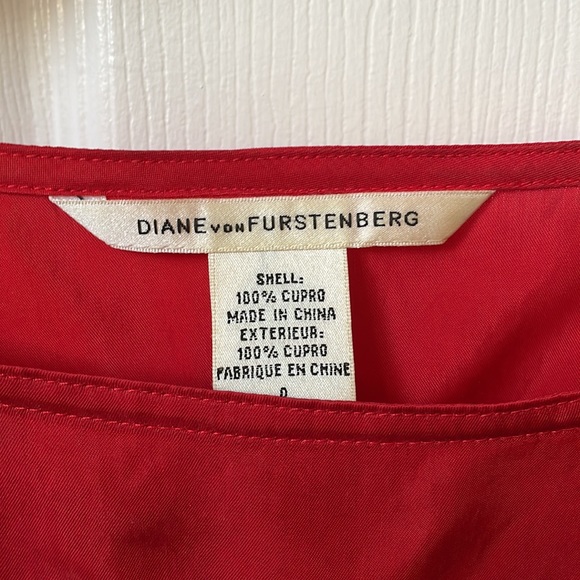 DIANE VON FURSTENBERG
SHELL:
100% CUPRO
MADE IN CHINA
EXTERIEUR:
100% CUPRO
FABRIQUE EN CHINE
0